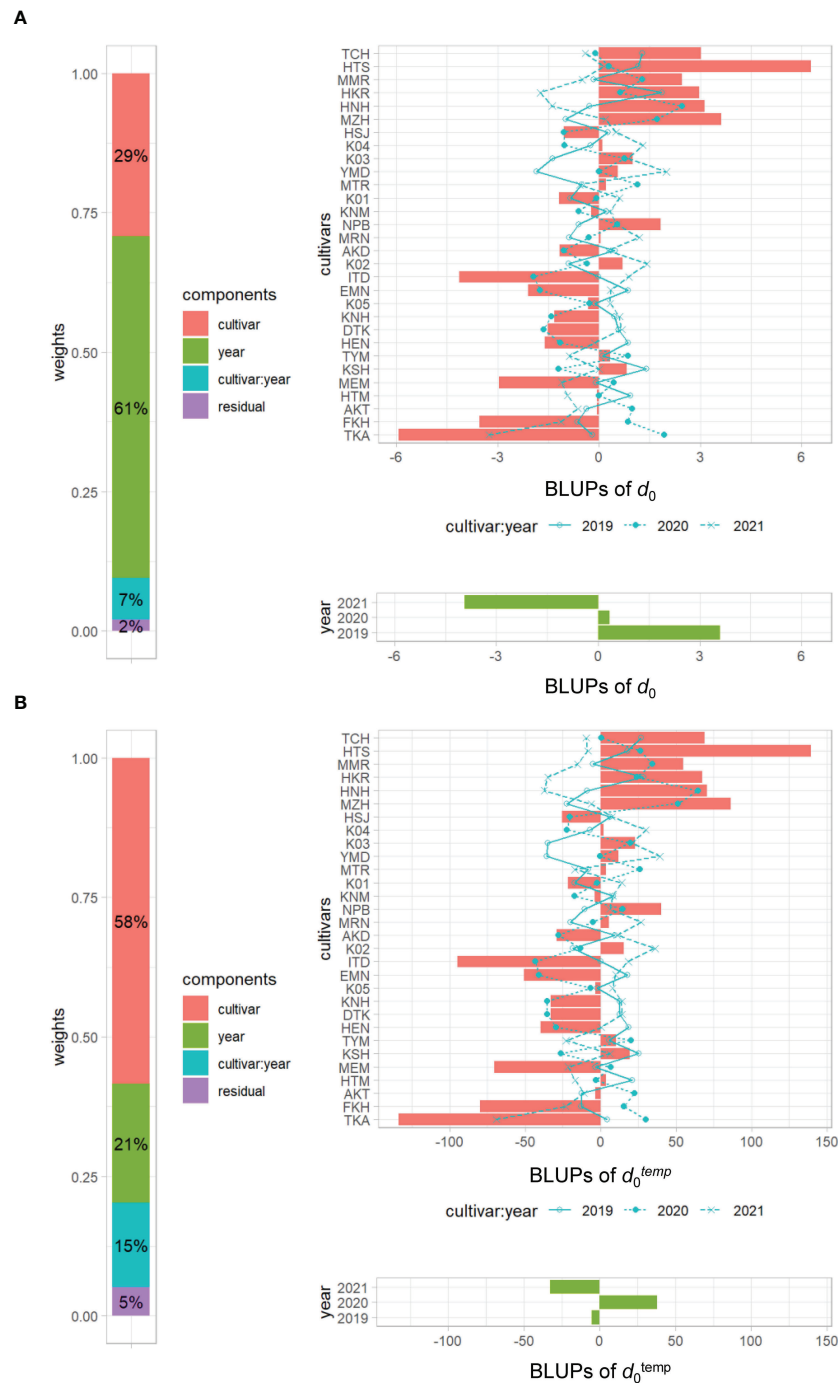 A
weights
1.00
0.75
0.50
0.25
0.00
29%
61%
7%
2%
components
cultivar
year
cultivar:year
residual
cultivars
TCH
HTS
MMR
HKR
HNH
MZH
HSJ
K04
K03
YMD
MTR
K01
KNM
NPB
MRN
AKD
K02
ITD
EMN
K05
KNH
DTK
HEN
TYM
KSH
MEM
HTM
AKT
FKH
TKA
-6 -3 0 3 6
BLUPs of d0
cultivar:year 2019 2020 2021
year
2021
2020
2019
-6 -3 0 3 6
BLUPs of d0
B
weights
1.00
0.75
0.50
0.25
0.00
58%
21%
15%
5%
components
cultivar
year
cultivar:year
residual
cultivars
TCH
HTS
MMR
HKR
HNH
MZH
HSJ
K04
K03
YMD
MTR
K01
KNM
NPB
MRN
AKD
K02
ITD
EMN
K05
KNH
DTK
HEN
TYM
KSH
MEM
HTM
AKT
FKH
TKA
-100 -50 0 50 100 150
BLUPs of d0temp
cultivar:year 2019 2020 2021
year
2021
2020
2019
-100 -50 0 50 100 150
BLUPs of d0temp